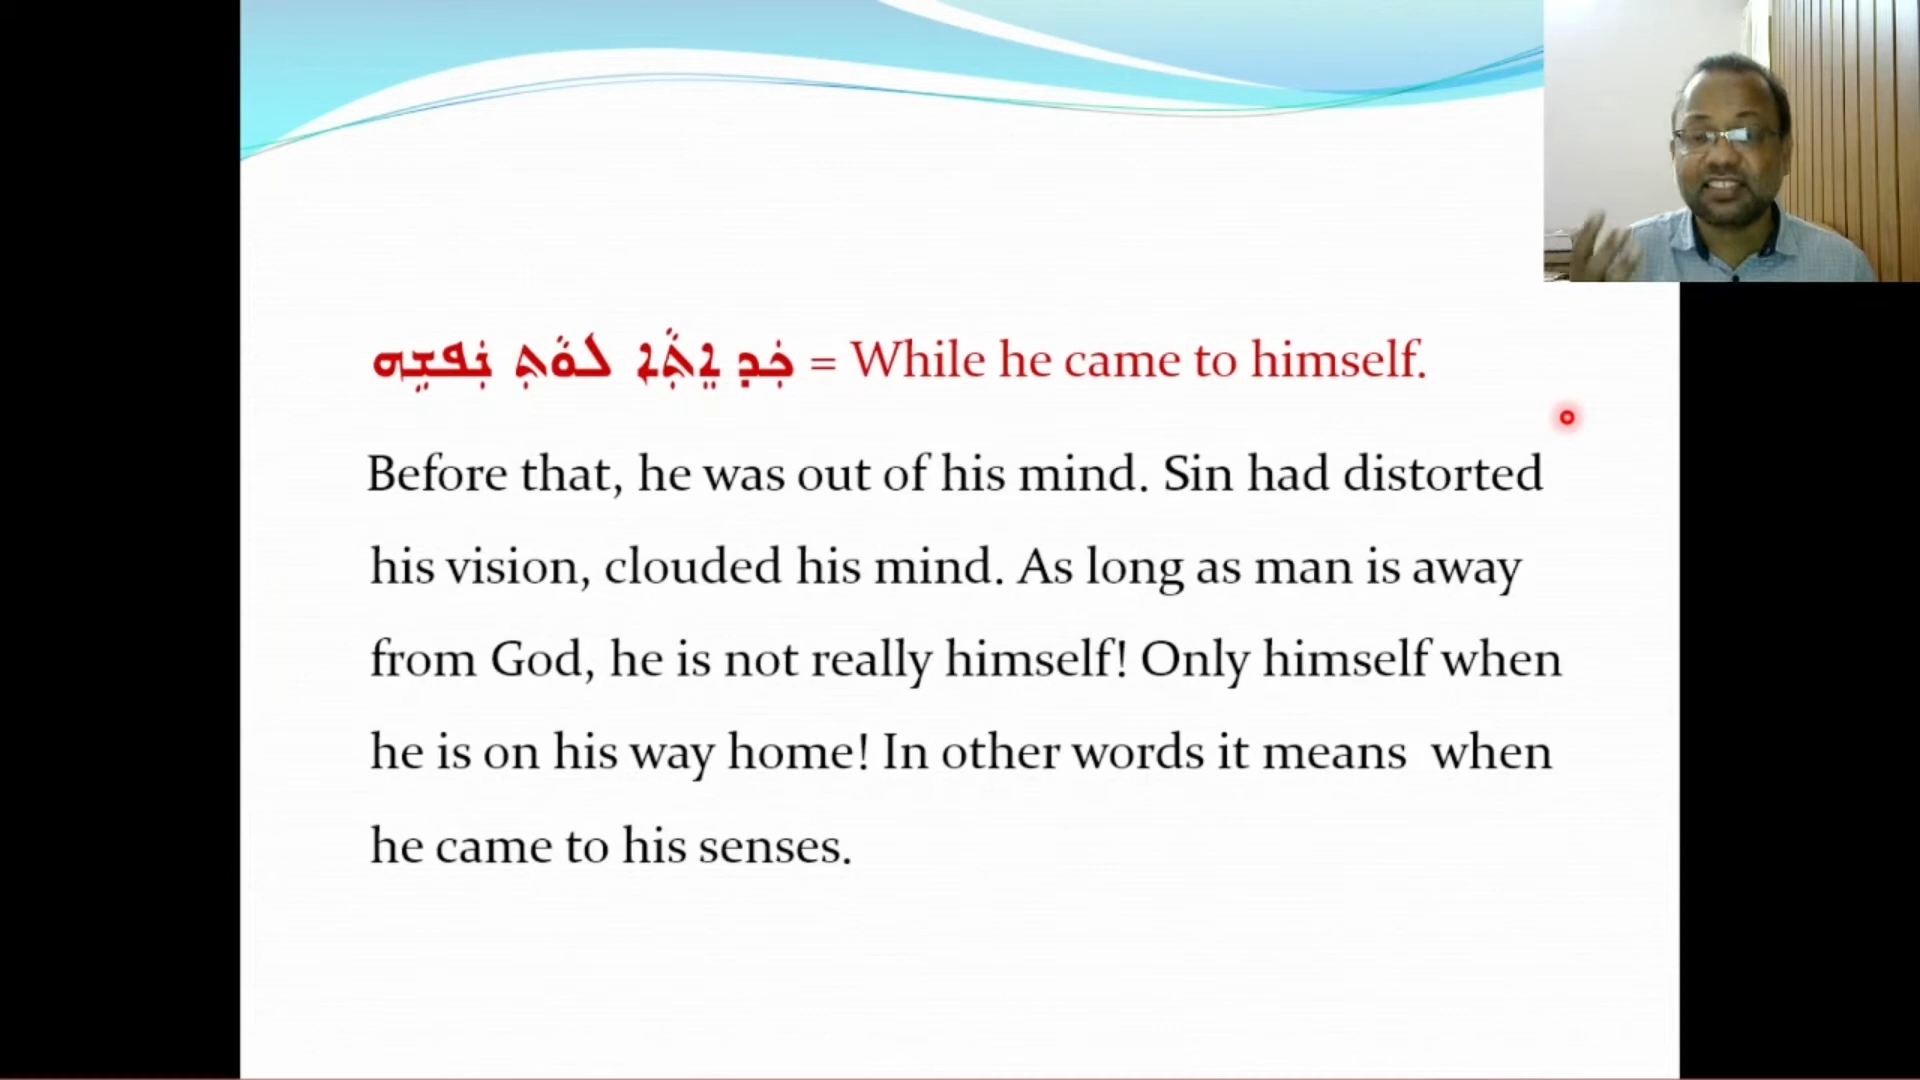 ܟܲܕ݂ ܐܸܬ݂ܵܐ ܠܘܵܬ݂ ܢܲܦܫܹܗ = While he came to himself.
Before that, he was out of his mind. Sin had distorted
his vision, clouded his mind. As long as man is away
from God, he is not really himself! Only himself when
he is on his way home! In other words it means when
he came to his senses.